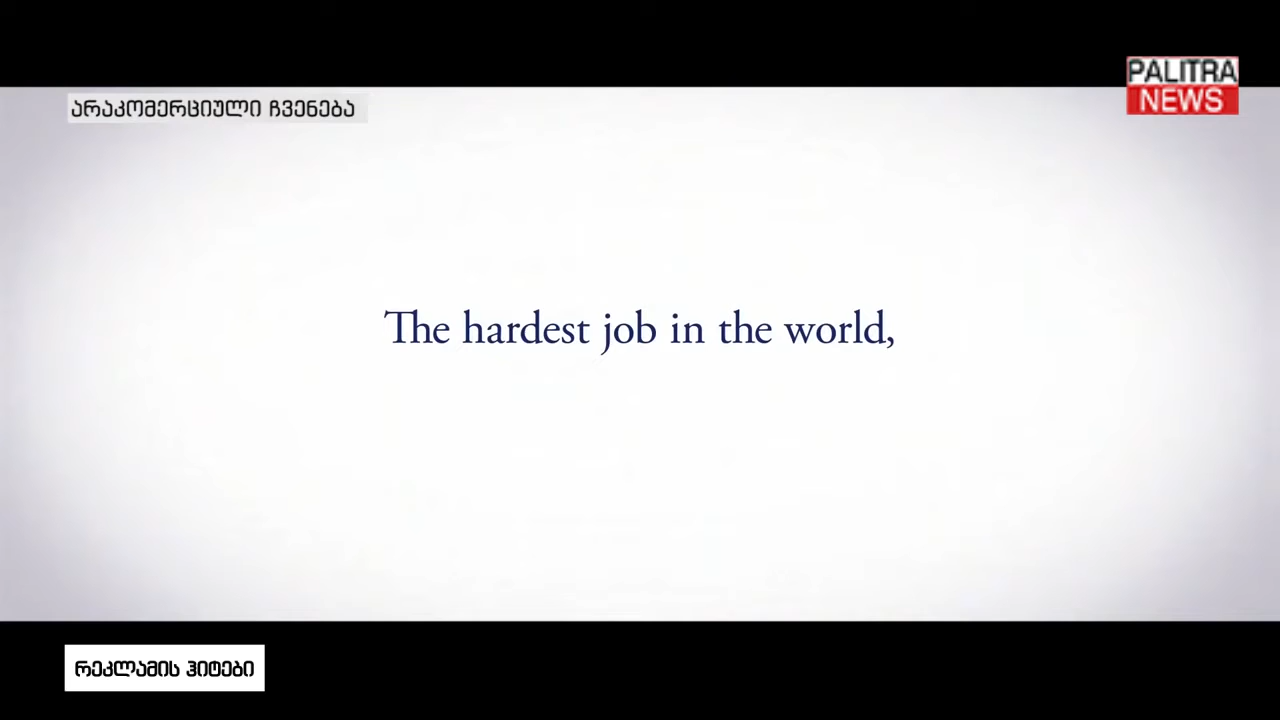 PALITRA
NEWS
არაკომერციული ჩვენება
The hardest job in the world,
რეკლამის ჰიტები